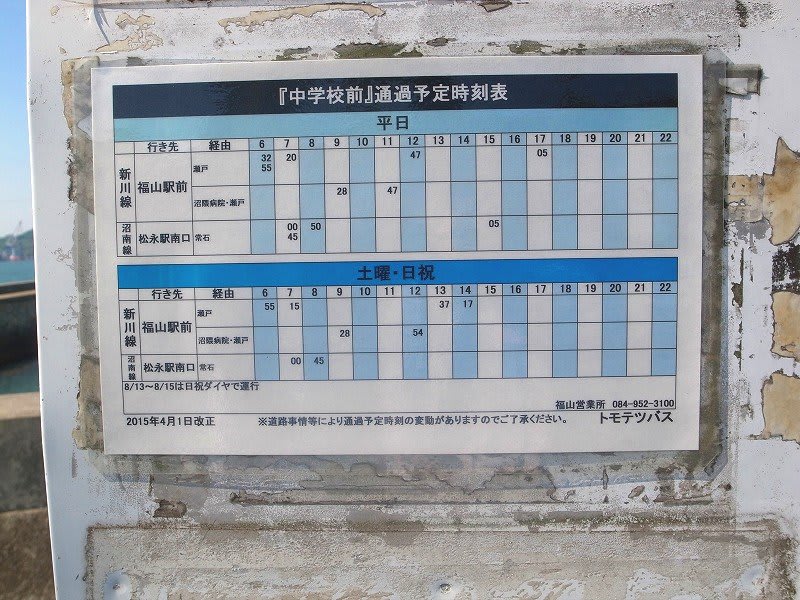 『中学校前』通過予定時刻表
平日
行き先 経由 6 7 8 9 10 11 12 13 14 15 16 17 18 19 20 21 22
新川線 福山駅前 瀬戸 32 20 47 05
55
沼隈病院・瀬戸 28 47
沼南線 松永駅南口 常石 00 50 05
45
土曜・日祝
行き先 経由 6 7 8 9 10 11 12 13 14 15 16 17 18 19 20 21 22
新川線 福山駅前 瀬戸 55 15 37 17
沼隈病院・瀬戸 28 54
沼南線 松永駅南口 常石 00 45
8/13～8/15は日祝ダイヤで運行
福山営業所 084-952-3100
2015年4月1日改正 ※道路事情等により通過予定時刻の変動がありますのでご了承ください。 トモテツバス